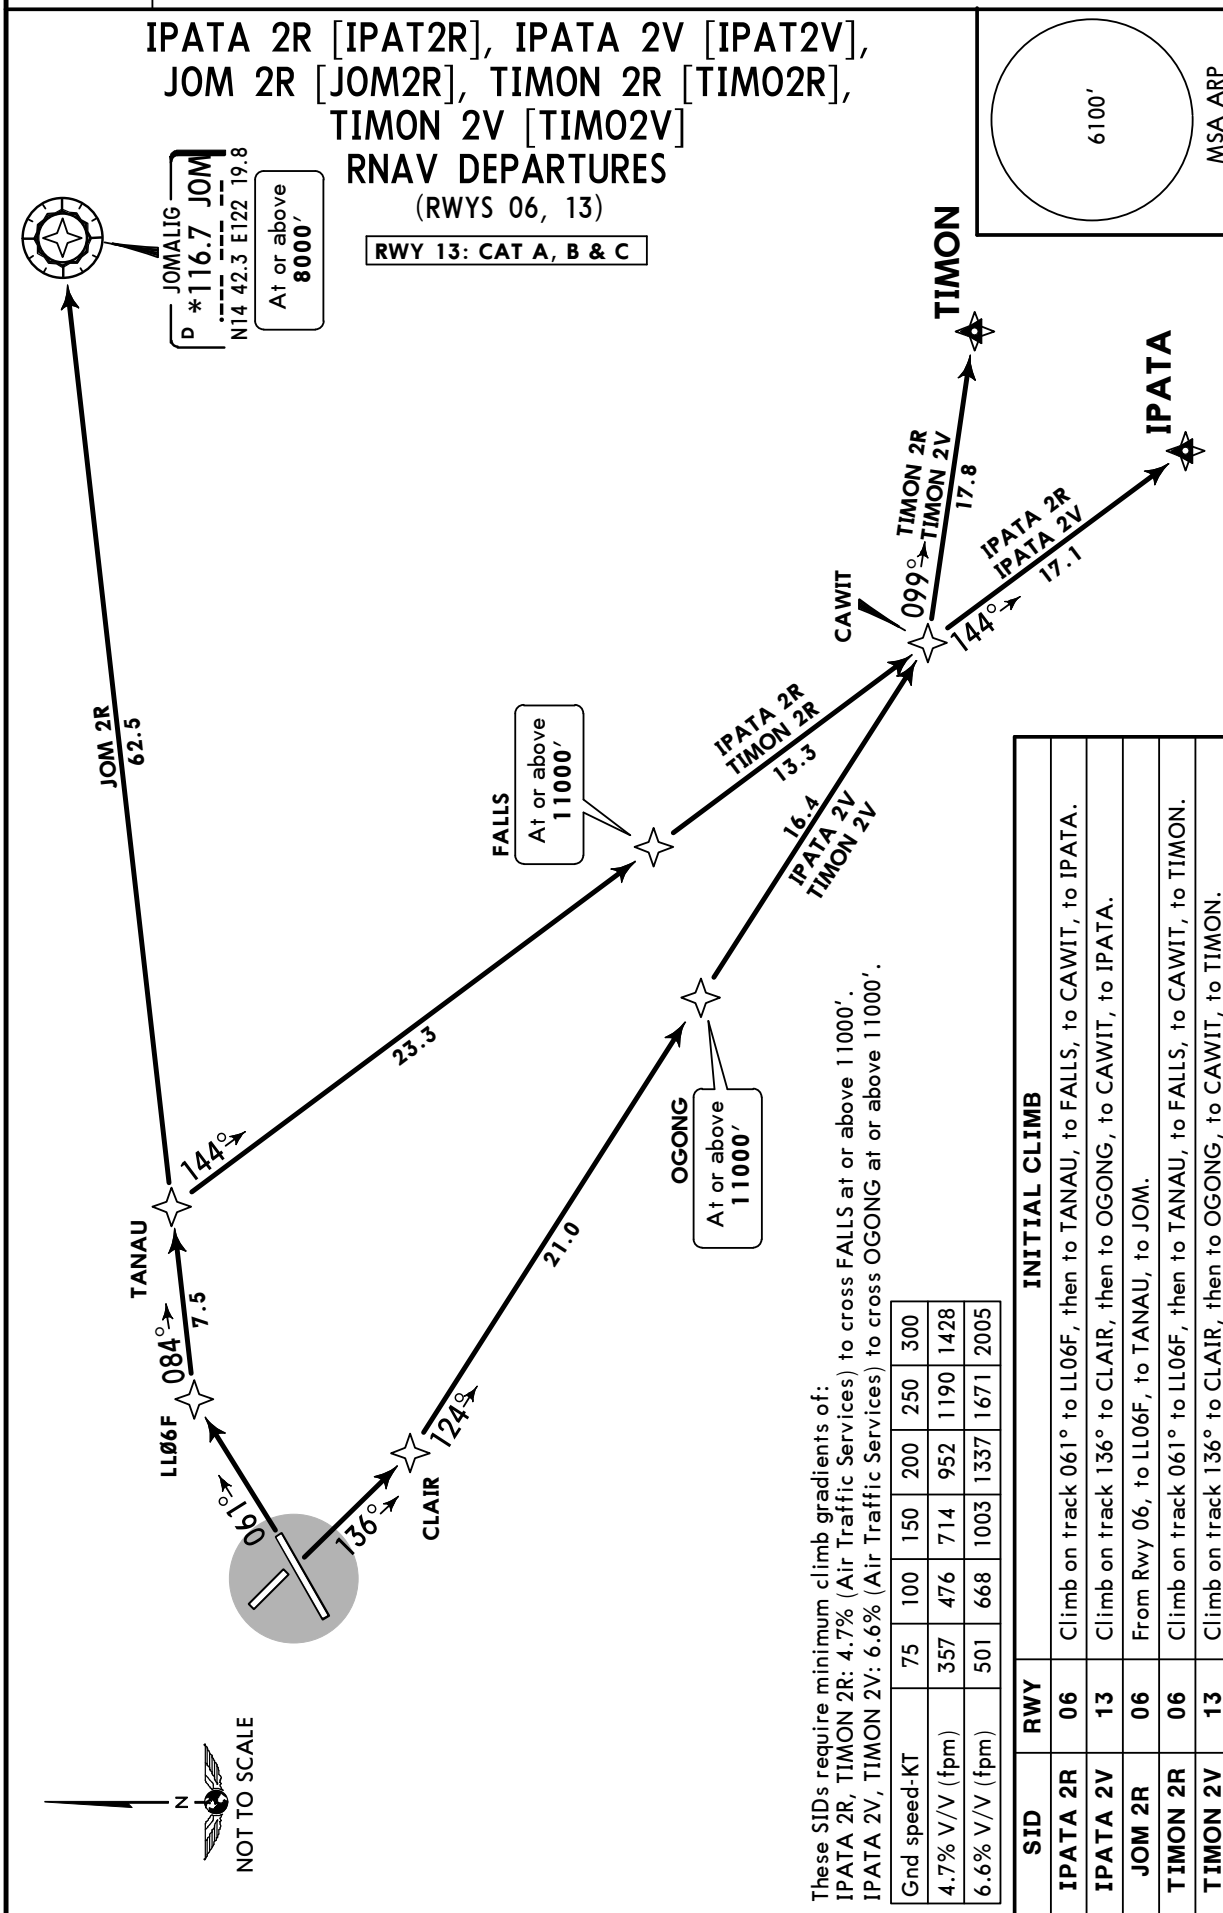 IPATA 2R [IPAT2R], IPATA 2V [IPAT2V],
JOM 2R [JOM2R], TIMON 2R [TIMO2R],
TIMON 2V [TIMO2V]
RNAV DEPARTURES
(RWYS 06, 13)
RWY 13: CAT A, B & C
6100'
MSA ARP
JOMALIG
D *116.7 JOM
N14 42.3 E122 19.8
At or above
8000'
TIMON
IPATA
TIMON 2R
TIMON 2V
099°
17.8
IPATA 2R
IPATA 2V
17.1
144°
CAWIT
JOM 2R
62.5
FALLS
At or above
11000'
IPATA 2R
TIMON 2R
13.3
16.4
IPATA 2V
TIMON 2V
23.3
144°
TANAU
084°
7.5
LLØ6F
061°
136°
CLAIR
124°
21.0
OGONG
At or above
11000'
N
NOT TO SCALE
These SIDs require minimum climb gradients of:
IPATA 2R, TIMON 2R: 4.7% (Air Traffic Services) to cross FALLS at or above 11000'.
IPATA 2V, TIMON 2V: 6.6% (Air Traffic Services) to cross OGONG at or above 11000'.
Gnd speed-KT 75 100 150 200 250 300
4.7% V/V (fpm) 357 476 714 952 1190 1428
6.6% V/V (fpm) 501 668 1003 1337 1671 2005
SID RWY INITIAL CLIMB
IPATA 2R 06 Climb on track 061° to LL06F, then to TANAU, to FALLS, to CAWIT, to IPATA.
IPATA 2V 13 Climb on track 136° to CLAIR, then to OGONG, to CAWIT, to IPATA.
JOM 2R 06 From Rwy 06, to LL06F, to TANAU, to JOM.
TIMON 2R 06 Climb on track 061° to LL06F, then to TANAU, to FALLS, to CAWIT, to TIMON.
TIMON 2V 13 Climb on track 136° to CLAIR, then to OGONG, to CAWIT, to TIMON.